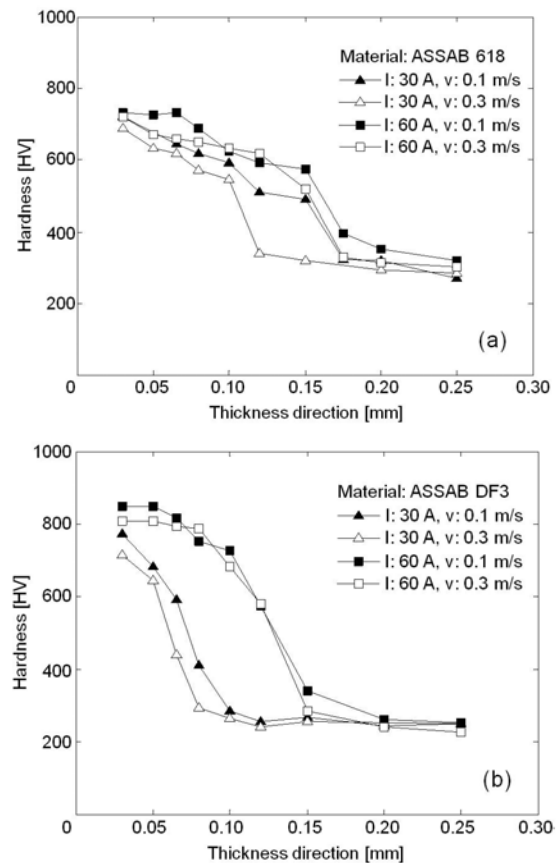 1000
800
600
400
200
0
Hardness [HV]
Material: ASSAB 618
I: 30 A, v: 0.1 m/s
I: 30 A, v: 0.3 m/s
I: 60 A, v: 0.1 m/s
I: 60 A, v: 0.3 m/s
(a)
0.05 0.10 0.15 0.20 0.25 0.30
Thickness direction [mm]
1000
800
600
400
200
0
Hardness [HV]
Material: ASSAB DF3
I: 30 A, v: 0.1 m/s
I: 30 A, v: 0.3 m/s
I: 60 A, v: 0.1 m/s
I: 60 A, v: 0.3 m/s
(b)
0.05 0.10 0.15 0.20 0.25 0.30
Thickness direction [mm]